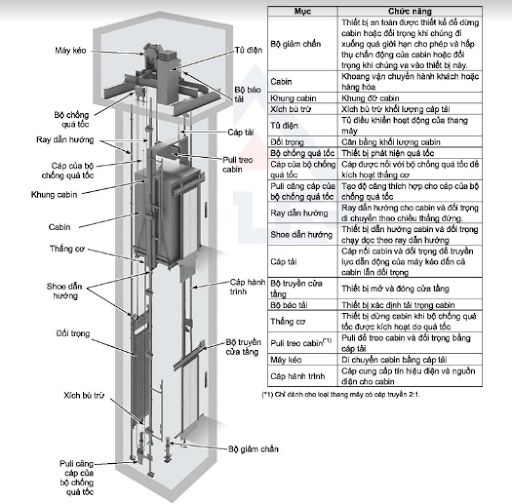 Máy kéo
Tủ điện
Bộ báo
tải
Bộ chống
quá tốc
Ray dẫn hướng
Cáp tải
Cáp của bộ
chống quá tốc
Puli treo
cabin
Khung cabin
Cabin
Thắng cơ
Shoe dẫn
hướng
Cáp hành
trình
Đối trọng
Bộ truyền
cửa tầng
Xích bù trừ
Bộ giảm chấn
Puli căng
cáp của
bộ chống
quá tốc
Mục Chức năng
Bộ giảm chấn Thiết bị an toàn được thiết kế để dừng
cabin hoặc đối trọng khi chúng đi
xuống quá giới hạn cho phép và hấp
thụ chấn động của cabin hoặc đối
trọng khi chúng va vào thiết bị này.
Cabin Khoang vận chuyển hành khách hoặc
hàng hóa
Khung cabin Khung đỡ cabin
Xích bù trừ Xích bù trừ khối lượng cáp tải
Tủ điện Tủ điều khiển hoạt động của thang
máy
Đối trọng Cân bằng khối lượng cabin
Bộ chống quá tốc Thiết bị phát hiện quá tốc
Cáp của bộ chống
quá tốc
Cáp được nối với bộ chống quá tốc để
kích hoạt thắng cơ
Puli căng cáp của
bộ chống quá tốc
Tạo độ căng thích hợp cho cáp của bộ
chống quá tốc
Ray dẫn hướng Ray dẫn hướng cho cabin và đối trọng
di chuyển theo chiều thẳng đứng.
Shoe dẫn hướng Thiết bị dẫn hướng cabin và đối trọng
chạy dọc theo ray dẫn hướng
Cáp tải Cáp nối cabin và đối trọng để truyền
lực dẫn động của máy kéo đến cả
cabin lẫn đối trọng
Bộ truyền cửa
tầng
Thiết bị mở và đóng cửa tầng
Bộ báo tải Thiết bị xác định tải trọng cabin
Thắng cơ Thiết bị dừng cabin khi bộ chống quá
tốc được kích hoạt do quá tốc
Puli treo cabin(*1) Puli để treo cabin và đối trọng bằng
cáp tải
Máy kéo Di chuyển cabin bằng cáp tải
Cáp hành trình Cáp cung cấp tín hiệu điện và nguồn
điện cho cabin
(*1) Chỉ dành cho loại thang máy có cáp truyền 2:1.